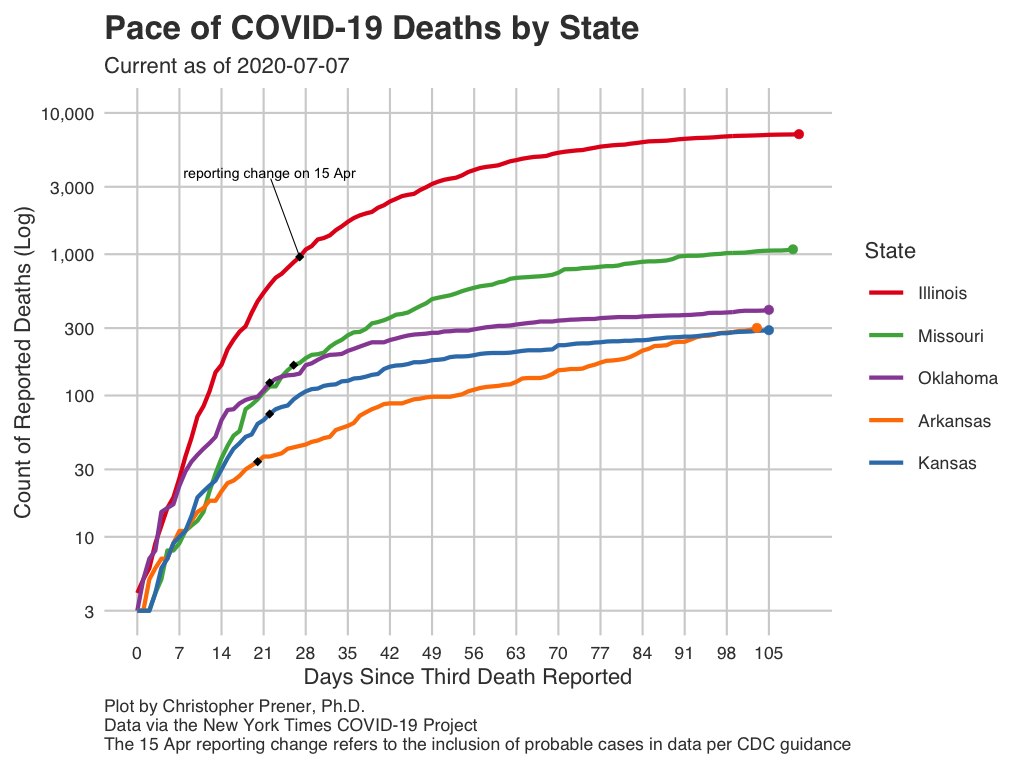 Pace of COVID-19 Deaths by State
Current as of 2020-07-07
Count of Reported Deaths (Log)
10,000
3,000
1,000
300
100
30
10
3
reporting change on 15 Apr
0 7 14 21 28 35 42 49 56 63 70 77 84 91 98 105
Days Since Third Death Reported
State
Illinois
Missouri
Oklahoma
Arkansas
Kansas
Plot by Christopher Prener, Ph.D.
Data via the New York Times COVID-19 Project
The 15 Apr reporting change refers to the inclusion of probable cases in data per CDC guidance